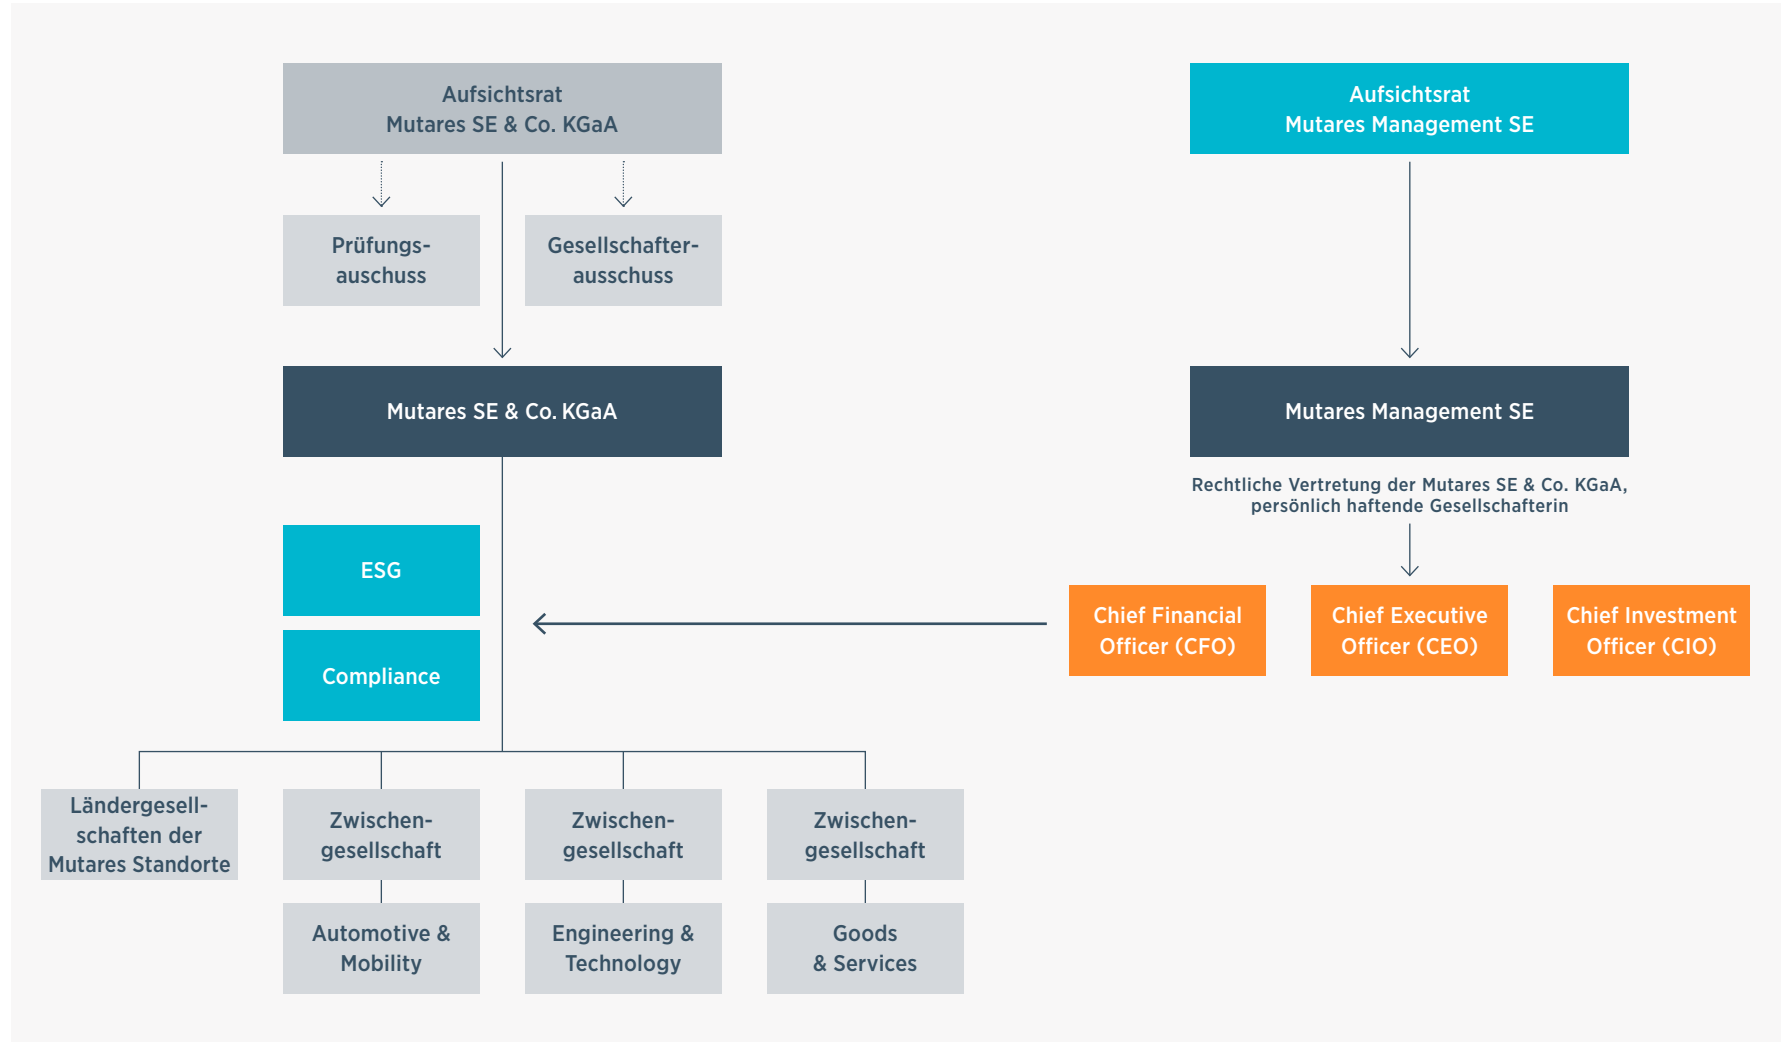 Aufsichtsrat
Mutares SE & Co. KGaA
Aufsichtsrat
Mutares Management SE
Prüfungs-
auschuss
Gesellschafter-
ausschuss
Mutares SE & Co. KGaA
Mutares Management SE
Rechtliche Vertretung der Mutares SE & Co. KGaA,
persönlich haftende Gesellschafterin
ESG
Compliance
Chief Financial
Officer (CFO)
Chief Executive
Officer (CEO)
Chief Investment
Officer (CIO)
Ländergesell-
schaften der
Mutares Standorte
Zwischen-
gesellschaft
Zwischen-
gesellschaft
Zwischen-
gesellschaft
Automotive &
Mobility
Engineering &
Technology
Goods
& Services